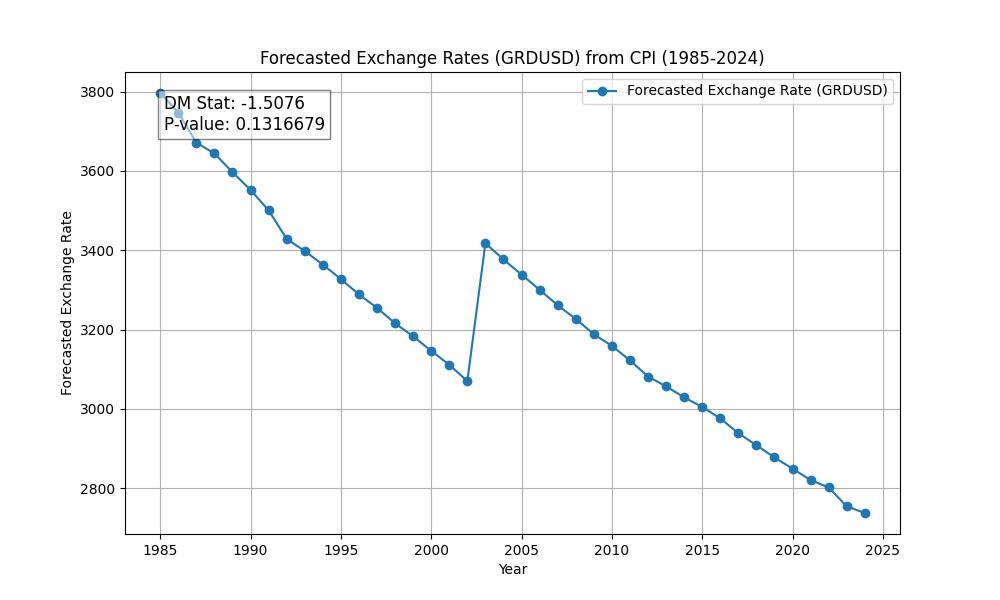 Forecasted Exchange Rates (GRDUSD) from CPI (1985-2024)
Forecasted Exchange Rate (GRDUSD)
DM Stat: -1.5076
P-value: 0.1316679
Forecasted Exchange Rate
3800
3600
3400
3200
3000
2800
1985 1990 1995 2000 2005 2010 2015 2020 2025
Year